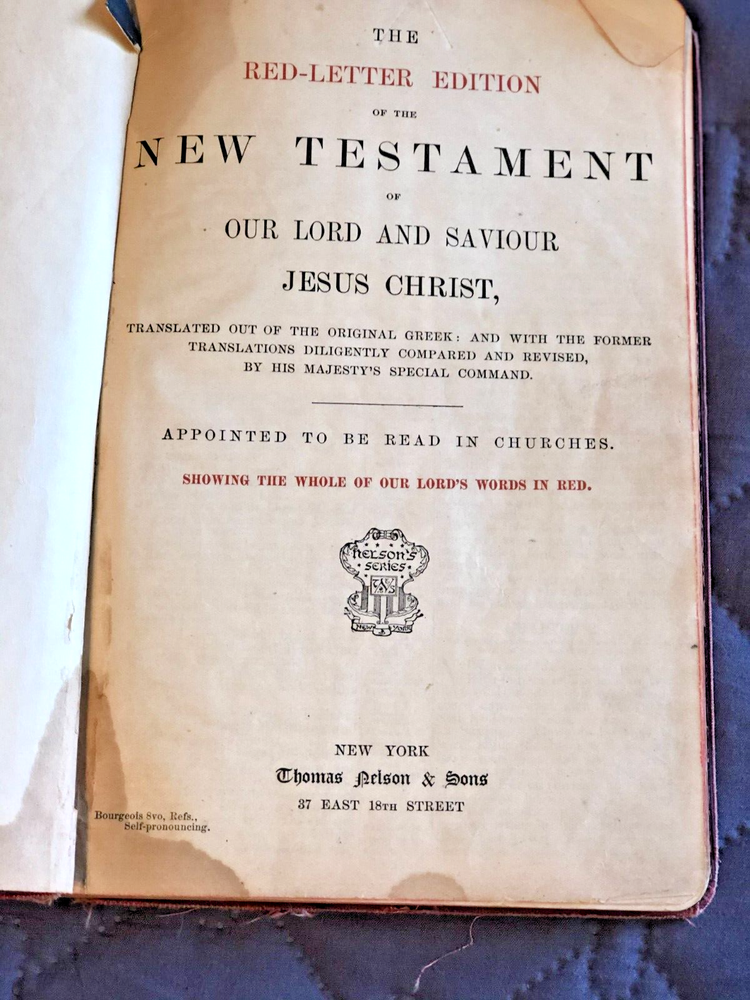 THE
RED-LETTER EDITION
OF THE
NEW TESTAMENT
OF
OUR LORD AND SAVIOUR
JESUS CHRIST,
TRANSLATED OUT OF THE ORIGINAL GREEK: AND WITH THE FORMER
TRANSLATIONS DILIGENTLY COMPARED AND REVISED,
BY HIS MAJESTY'S SPECIAL COMMAND.
APPOINTED TO BE READ IN CHURCHES.
SHOWING THE WHOLE OF OUR LORD'S WORDS IN RED.
NELSON'S
SERIES
NEW YORK
NEW YORK
Thomas Nelson & Sons
37 EAST 18TH STREET
Bourgeois 8vo, Refs.,
Self-pronouncing.